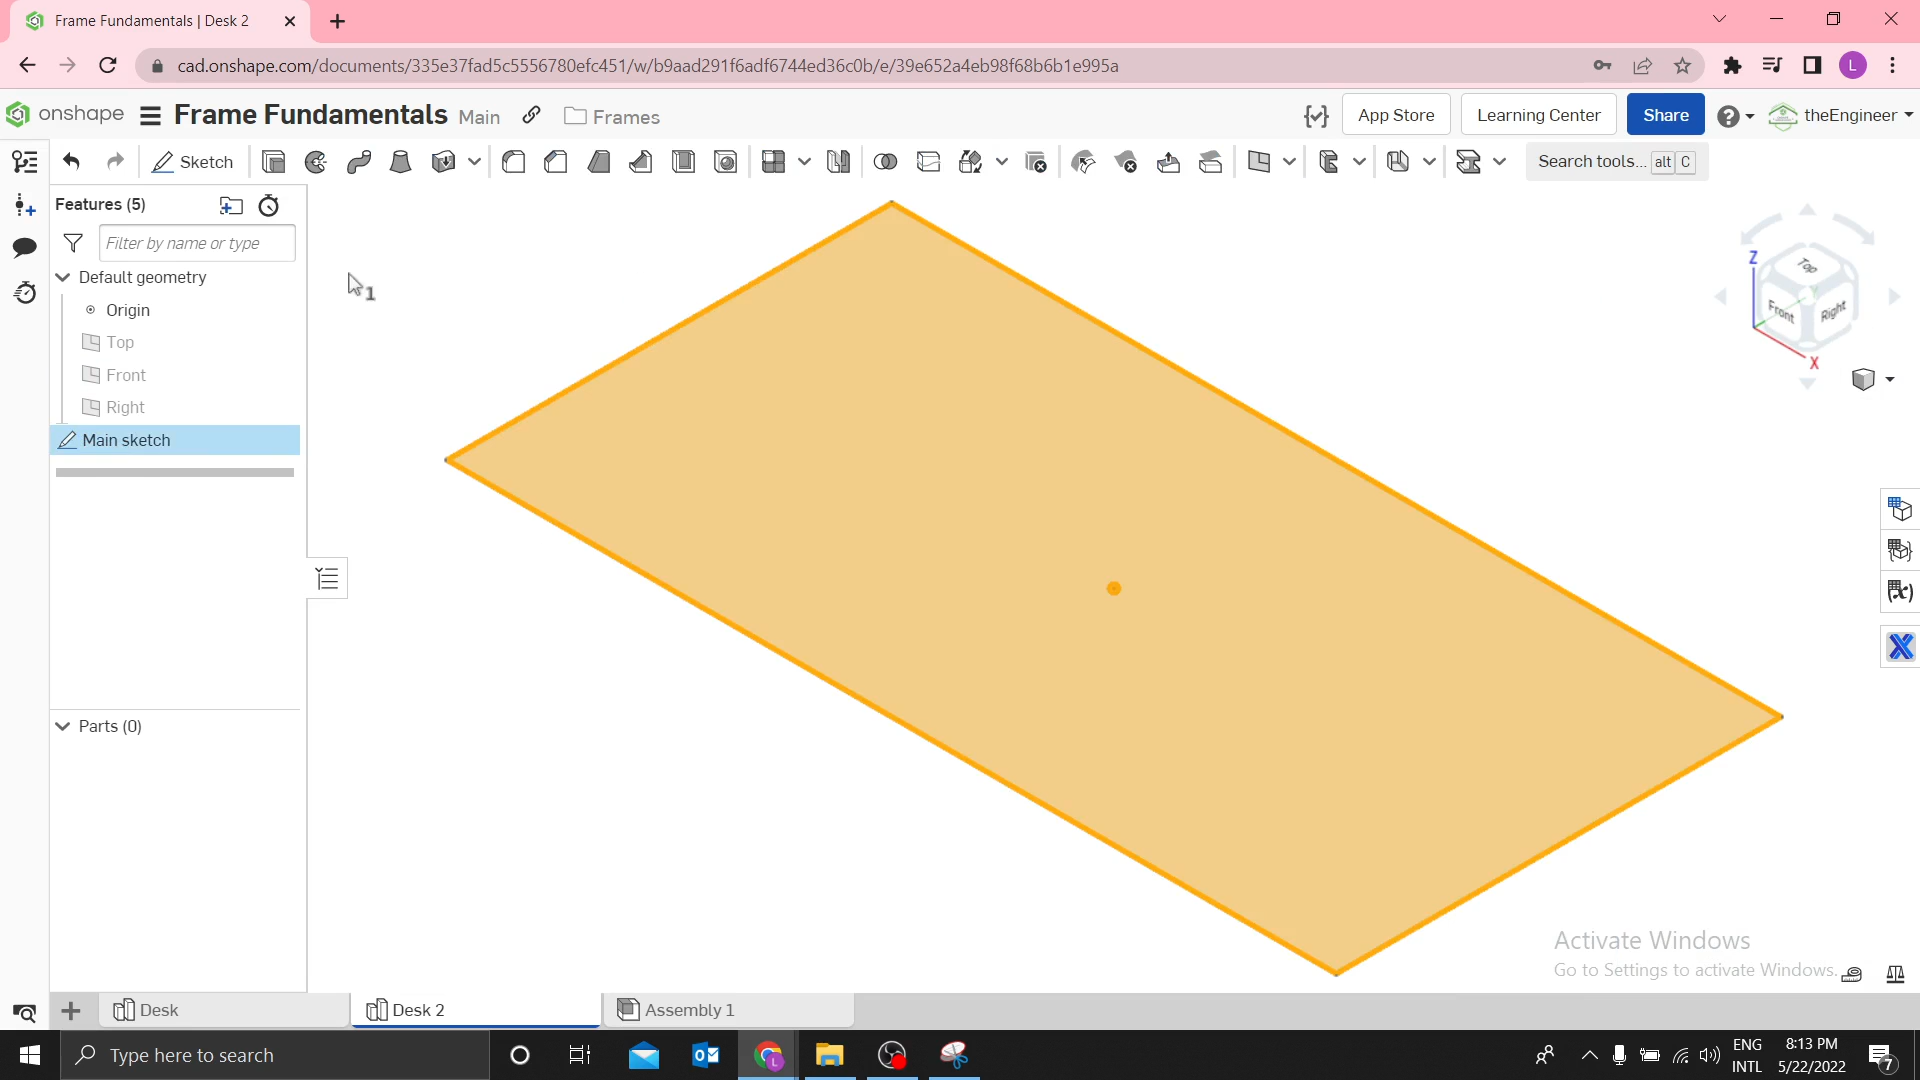 Frame Fundamentals | Desk 2
cad.onshape.com/documents/335e37fad5c5556780efc451/w/b9aad291f6adf6744ed36c0b/e/39e652a4eb98f68b6b1e995a
L
onshape
Frame Fundamentals Main
Frames
App Store
Learning Center
Share
theEngineer
Sketch
Search tools... alt C
Features (5)
Filter by name or type
Default geometry
Origin
Top
Front
Right
Main sketch
1
Z
Top
Front
Right
X
Parts (0)
Activate Windows
Go to Settings to activate Windows.
Desk
Desk 2
Assembly 1
Type here to search
ENG
INTL
8:13 PM
5/22/2022
7